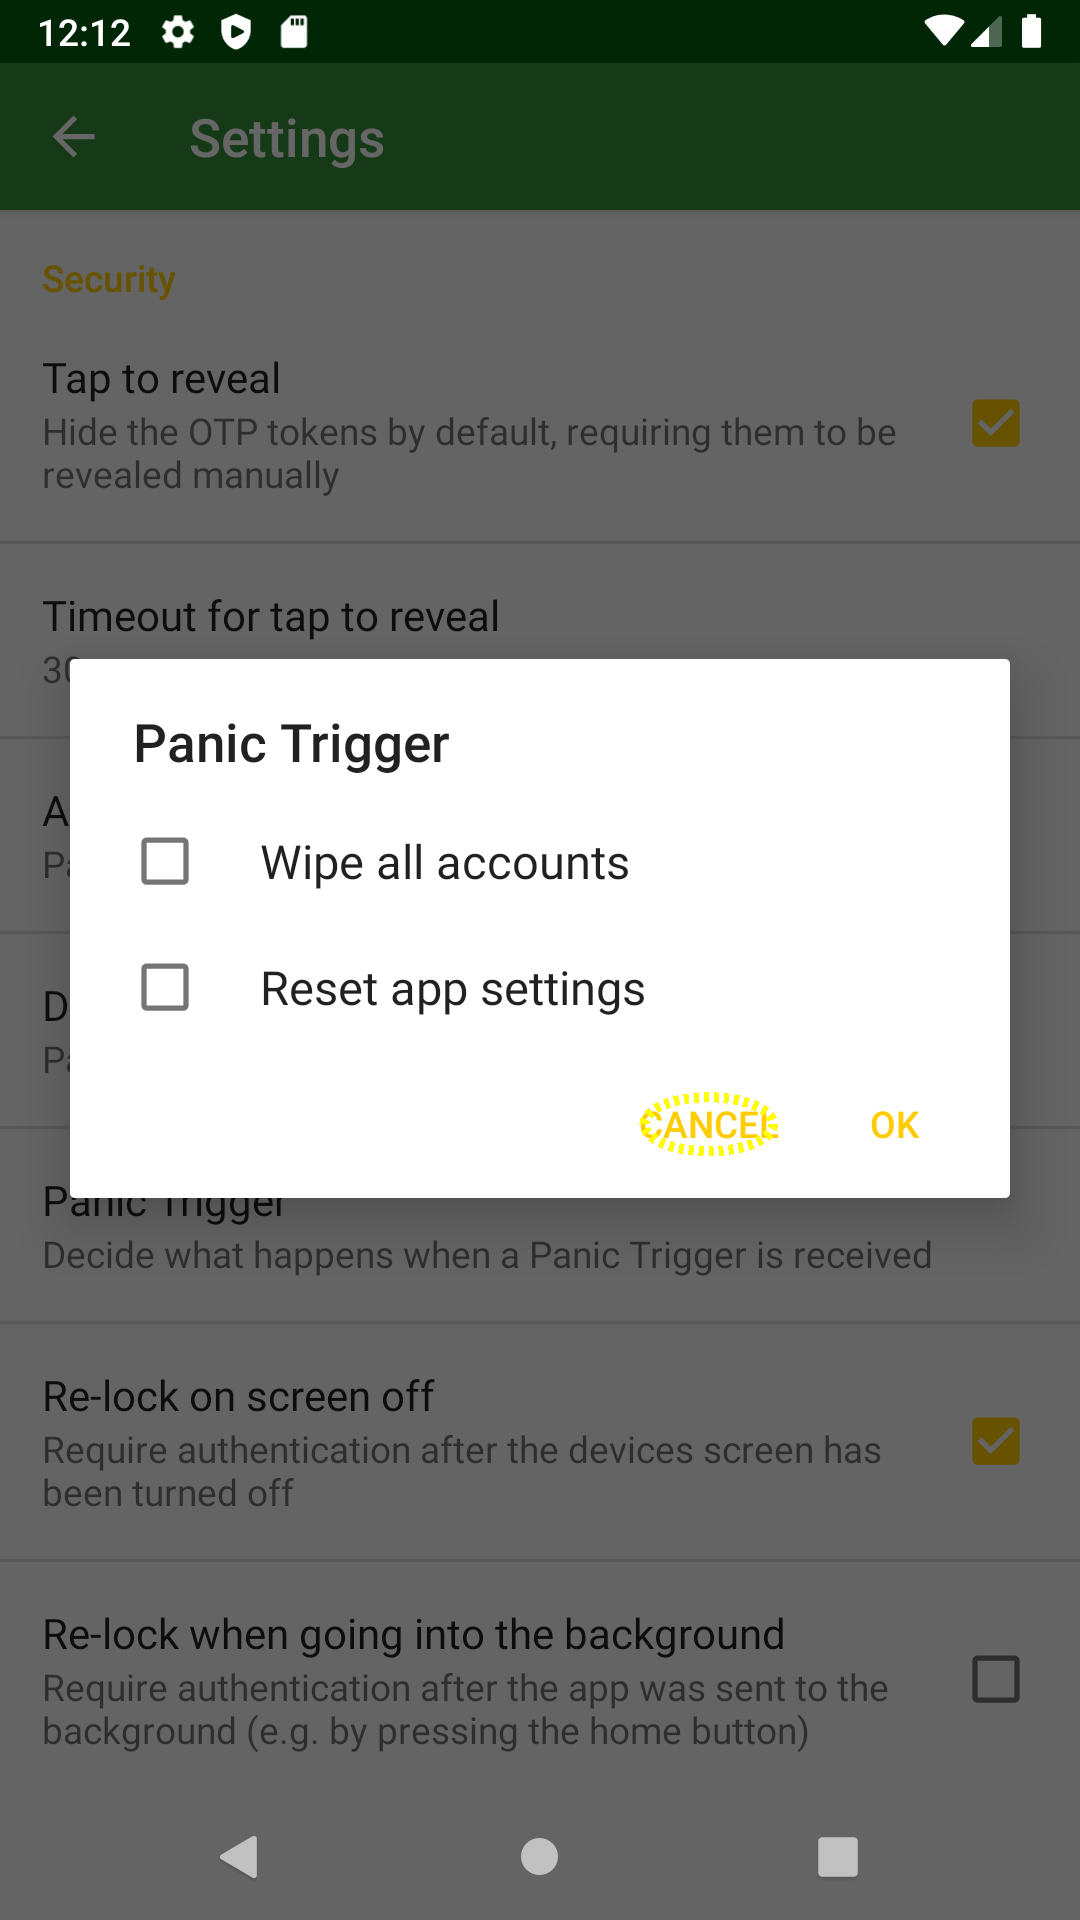 12:12
Settings
Security
Tap to reveal
Hide the OTP tokens by default, requiring them to be
revealed manually
Timeout for tap to reveal
Panic Trigger
Wipe all accounts
Reset app settings
CANCEL
OK
Panic Trigger
Decide what happens when a Panic Trigger is received
Re-lock on screen off
Require authentication after the devices screen has
been turned off
Re-lock when going into the background
Require authentication after the app was sent to the
background (e.g. by pressing the home button)